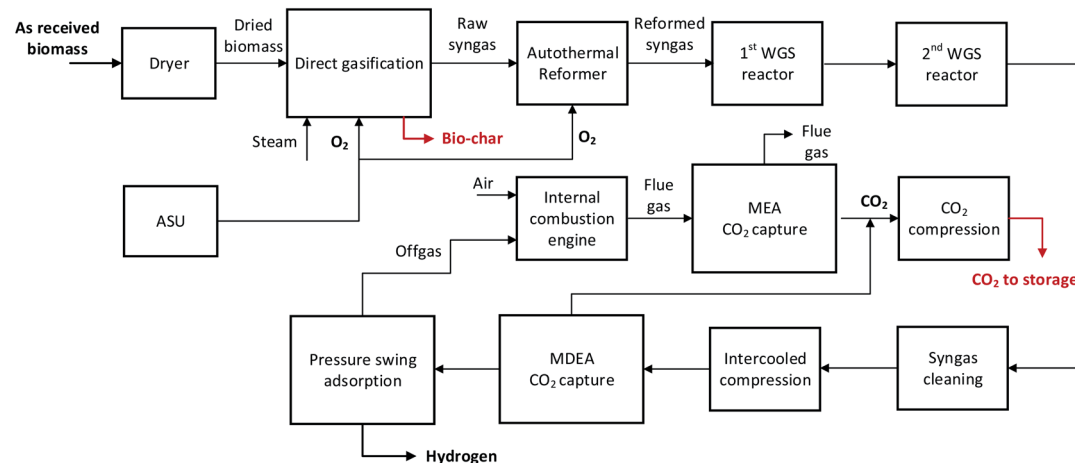 As received
biomass
Dryer
Dried
biomass
Direct gasification
Raw
syngas
Autothermal
Reformer
Reformed
syngas
1st WGS
reactor
2nd WGS
reactor
Steam
O₂
Bio-char
O₂
ASU
Air
Internal
combustion
engine
Flue
gas
MEA
CO₂ capture
Flue
gas
CO₂
CO₂
compression
CO₂ to storage
Offgas
Pressure swing
adsorption
MDEA
CO₂ capture
Intercooled
compression
Syngas
cleaning
Hydrogen